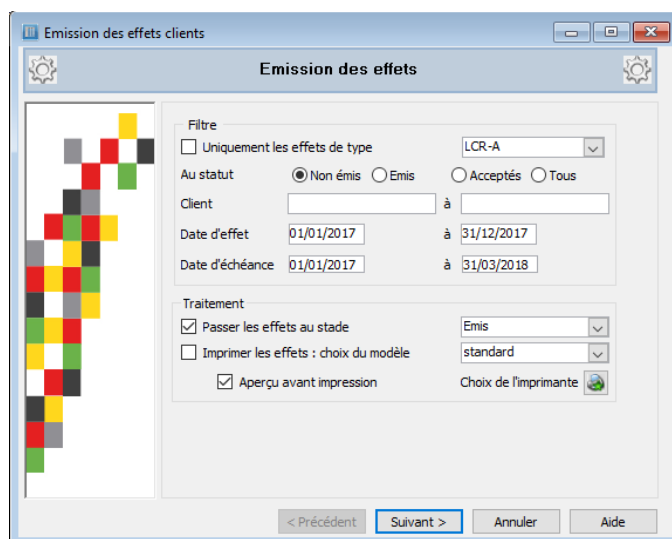 Emission des effets clients
Emission des effets
Filtre
Uniquement les effets de type LCR-A
Au statut Non émis Emis Acceptés Tous
Client à
Date d'effet 01/01/2017 à 31/12/2017
Date d'échéance 01/01/2017 à 31/03/2018
Traitement
Passer les effets au stade Emis
Imprimer les effets : choix du modèle standard
Aperçu avant impression Choix de l'imprimante
< Précédent Suivant > Annuler Aide